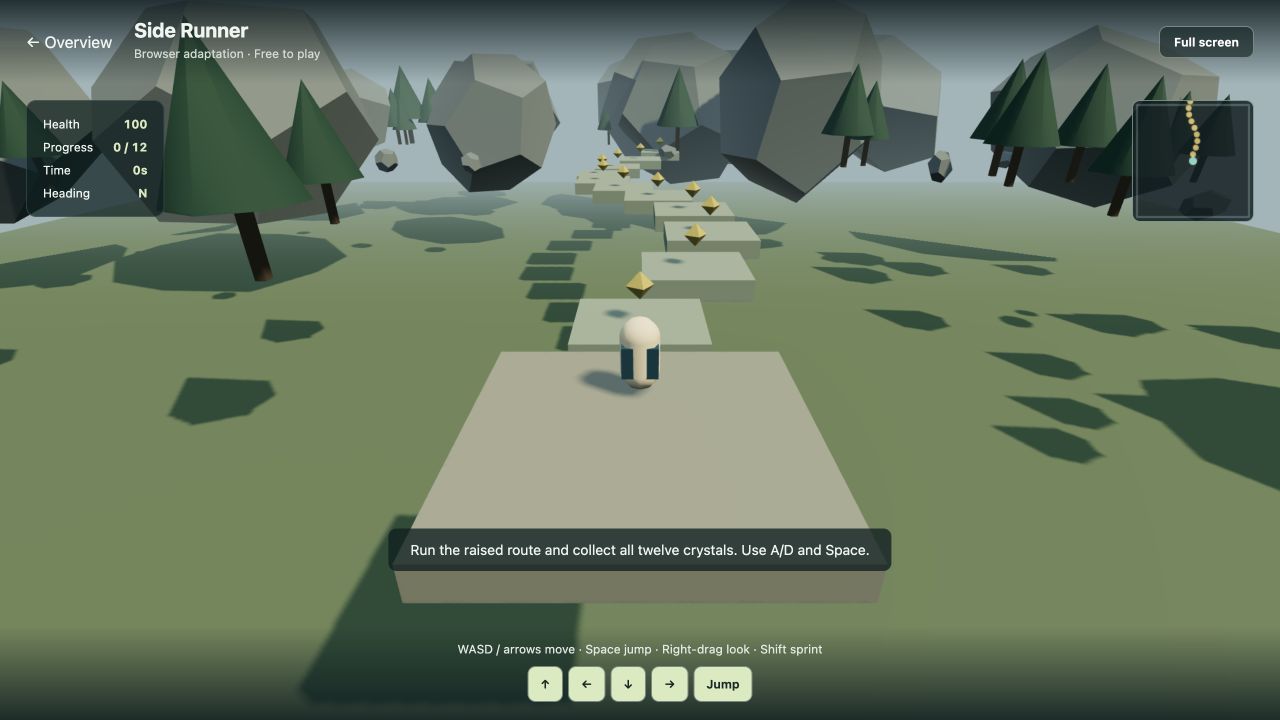 ← Overview
Side Runner
Browser adaptation · Free to play
Full screen
Health 100
Progress 0 / 12
Time 0s
Heading N
Run the raised route and collect all twelve crystals. Use A/D and Space.
WASD / arrows move · Space jump · Right-drag look · Shift sprint
↑ ← ↓ → Jump